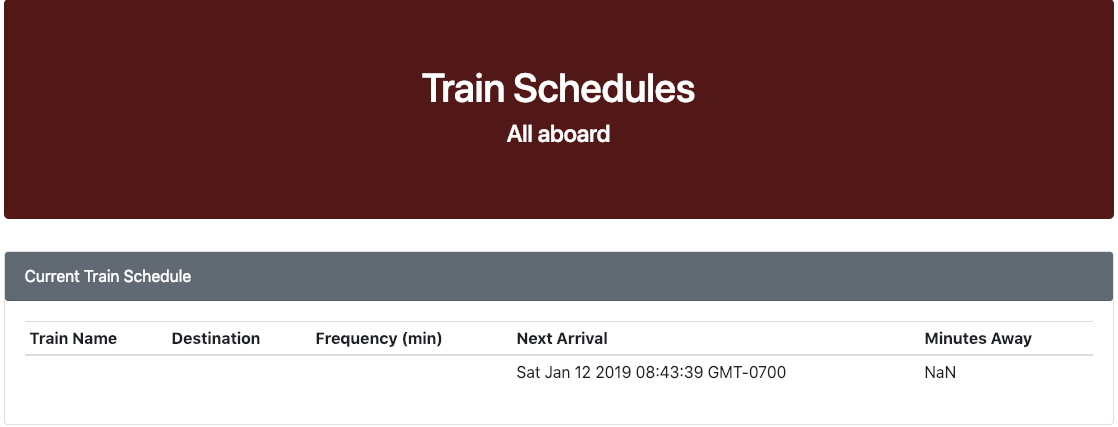 Train Schedules
All aboard
Current Train Schedule
Train Name Destination Frequency (min) Next Arrival Minutes Away
Sat Jan 12 2019 08:43:39 GMT-0700 NaN